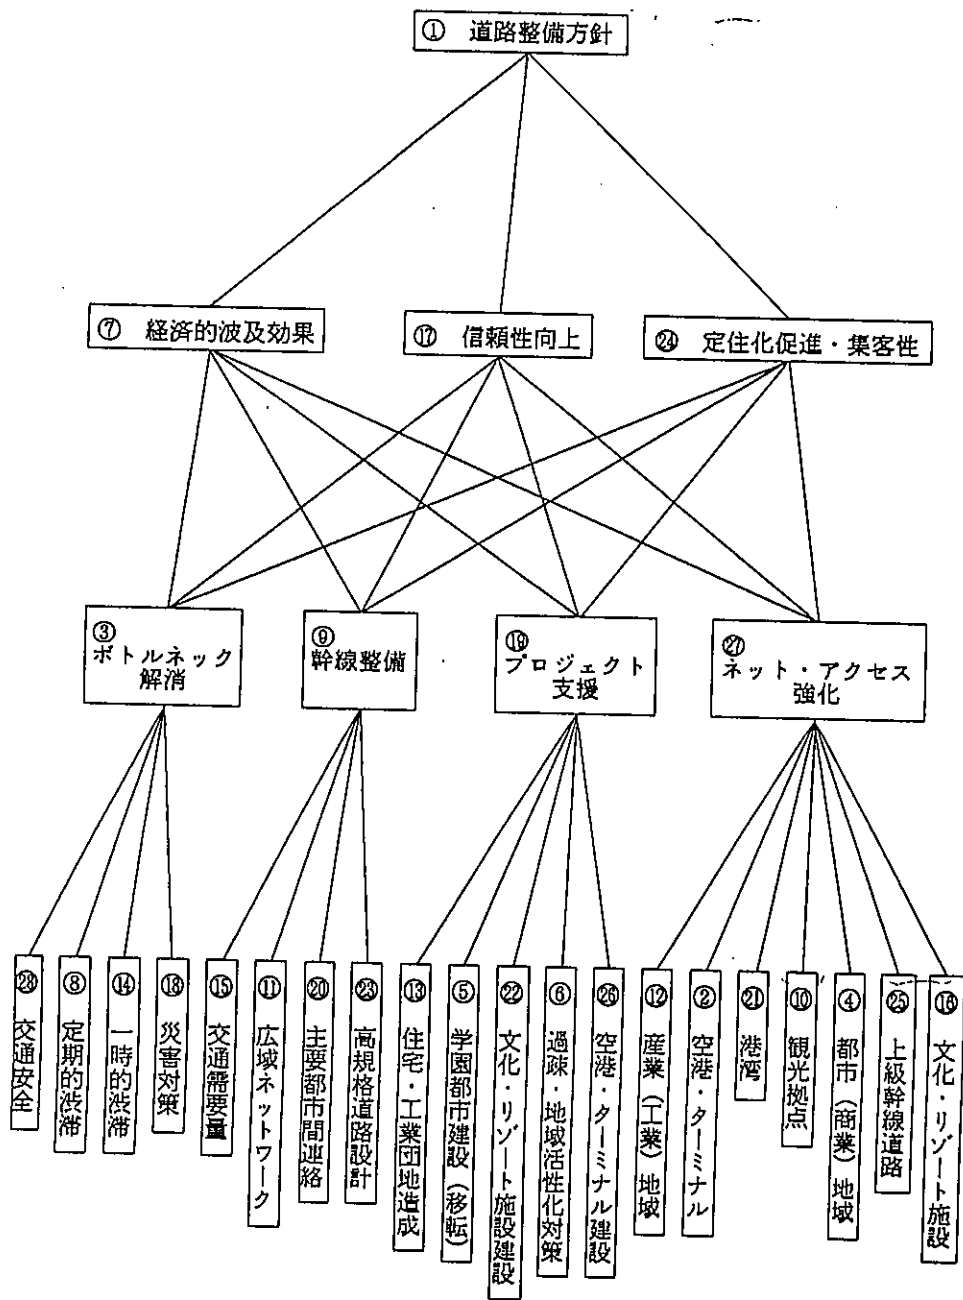 ① 道路整備方針
⑦ 経済的波及効果
⑰ 信頼性向上
㉔ 定住化促進・集客性
③
ボトルネック
解消
⑨
幹線整備
⑲
プロジェクト
支援
㉗
ネット・アクセス
強化
㉘ 交通安全
⑧ 定期的渋滞
⑭ 一時的渋滞
⑱ 災害対策
⑮ 交通需要量
⑪ 広域ネットワーク
⑳ 主要都市間連絡
㉓ 高規格道路設計
⑬ 住宅・工業団地造成
⑤ 学園都市建設(移転)
㉒ 文化・リゾート施設建設
⑥ 過疎・地域活性化対策
㉖ 空港・ターミナル建設
⑫ 産業(工業)地域
② 空港・ターミナル
㉑ 港湾
⑩ 観光拠点
④ 都市(商業)地域
㉕ 上級幹線道路
⑯ 文化・リゾート施設